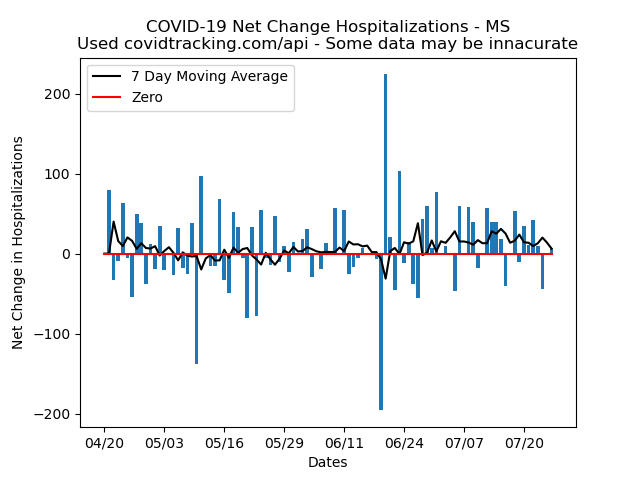 COVID-19 Net Change Hospitalizations - MS
Used covidtracking.com/api - Some data may be innacurate
7 Day Moving Average
Zero
Net Change in Hospitalizations
200
100
0
−100
−200
04/20 05/03 05/16 05/29 06/11 06/24 07/07 07/20
Dates